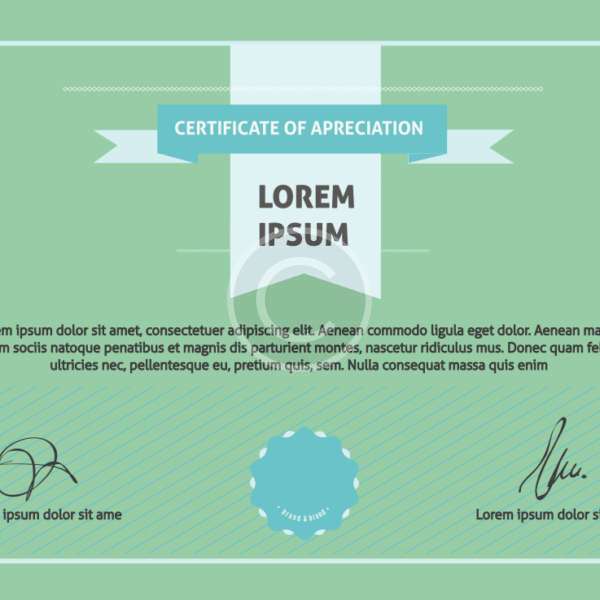 CERTIFICATE OF APRECIATION
LOREM
IPSUM
em ipsum dolor sit amet, consectetuer adipiscing elit. Aenean commodo ligula eget dolor. Aenean ma
m sociis natoque penatibus et magnis dis parturient montes, nascetur ridiculus mus. Donec quam fel
ultricies nec, pellentesque eu, pretium quis, sem. Nulla consequat massa quis enim
brand & brand
ipsum dolor sit ame
Lorem ipsum dolor s